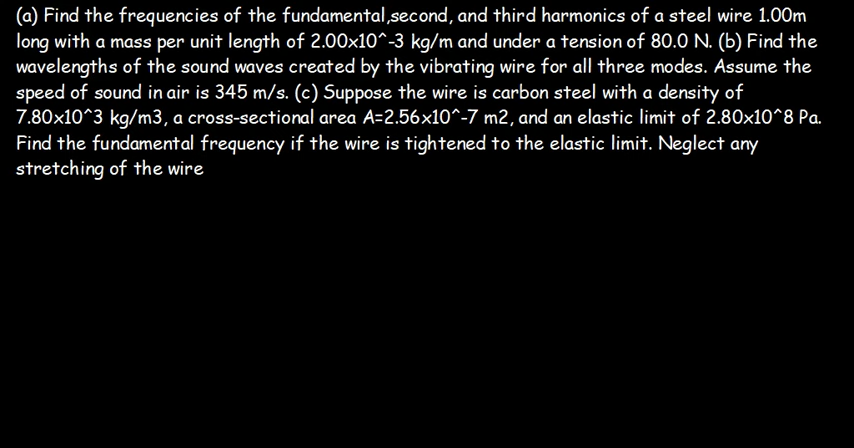 (a) Find the frequencies of the fundamental,second, and third harmonics of a steel wire 1.00m
long with a mass per unit length of 2.00x10^-3 kg/m and under a tension of 80.0 N. (b) Find the
wavelengths of the sound waves created by the vibrating wire for all three modes. Assume the
speed of sound in air is 345 m/s. (c) Suppose the wire is carbon steel with a density of
7.80x10^3 kg/m3, a cross-sectional area A=2.56x10^-7 m2, and an elastic limit of 2.80x10^8 Pa.
Find the fundamental frequency if the wire is tightened to the elastic limit. Neglect any
stretching of the wire